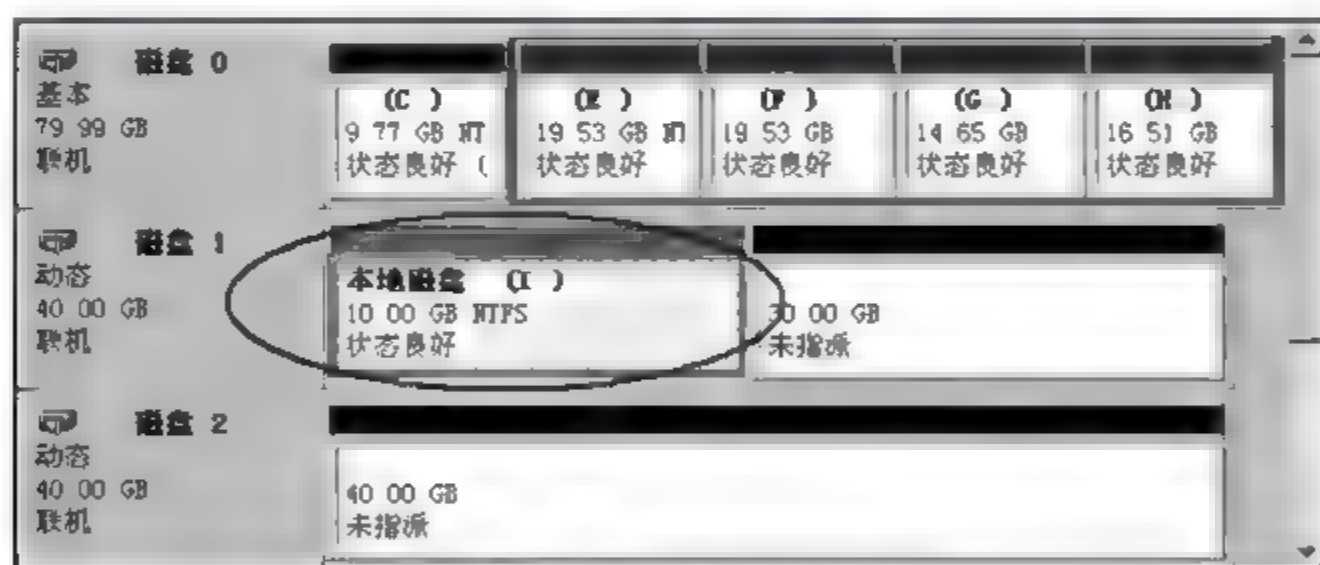 磁盘 0
基本
79 99 GB
联机
(C )
9 77 GB NT
状态良好 (
(E )
19 53 GB NT
状态良好
(F )
19 53 GB
状态良好
(G )
14 65 GB
状态良好
(H )
16 51 GB
状态良好
磁盘 1
动态
40 00 GB
联机
本地磁盘 (I )
10 00 GB NTFS
状态良好
30 00 GB
未指派
磁盘 2
动态
40 00 GB
联机
40 00 GB
未指派